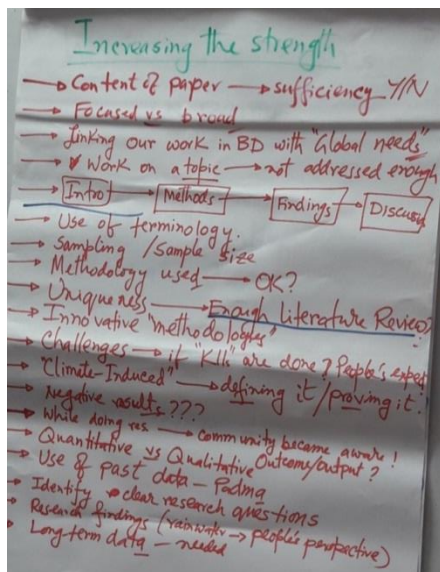 Increasing the strength
→ Content of paper → sufficiency Y/N
→ Focused vs broad
→ Linking our work in BD with "Global needs"
→ Work on a topic → not addressed enough
→ Intro → Methods → Findings → Discuss
→ Use of terminology.
→ Sampling / Sample size
→ Methodology used → OK?
→ Uniqueness → Enough Literature Review?
→ Innovative "methodologies"
→ Challenges → if "KIIs" are done? People's
→ "Climate-Induced" → defining it / proving it.
→ Negative results???
→ While doing res. → community became aware!
→ Quantitative vs Qualitative Outcome/output?
→ Use of past data - Padma
→ Identify clear research questions
→ Research findings (rainwater → people's perspective)
→ Long-term data - needed